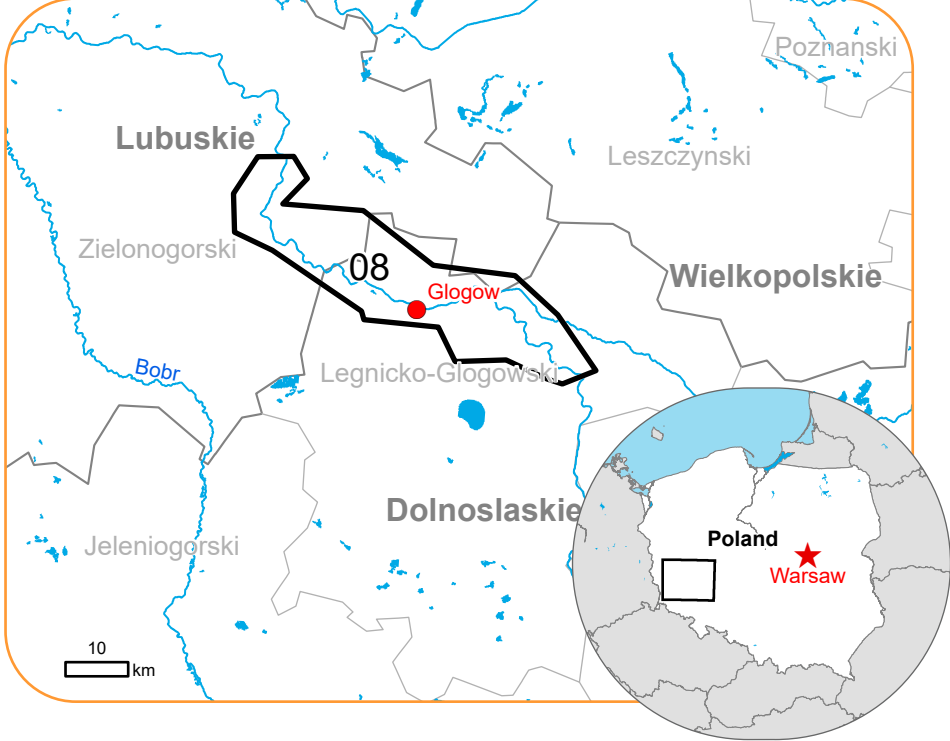 Poznanski
Lubuskie
Leszczynski
Zielonogorski
08
Wielkopolskie
Glogow
Bobr
Legnicko-Glogowski
Dolnoslaskie
Jeleniogorski
Poland
Warsaw
10
km